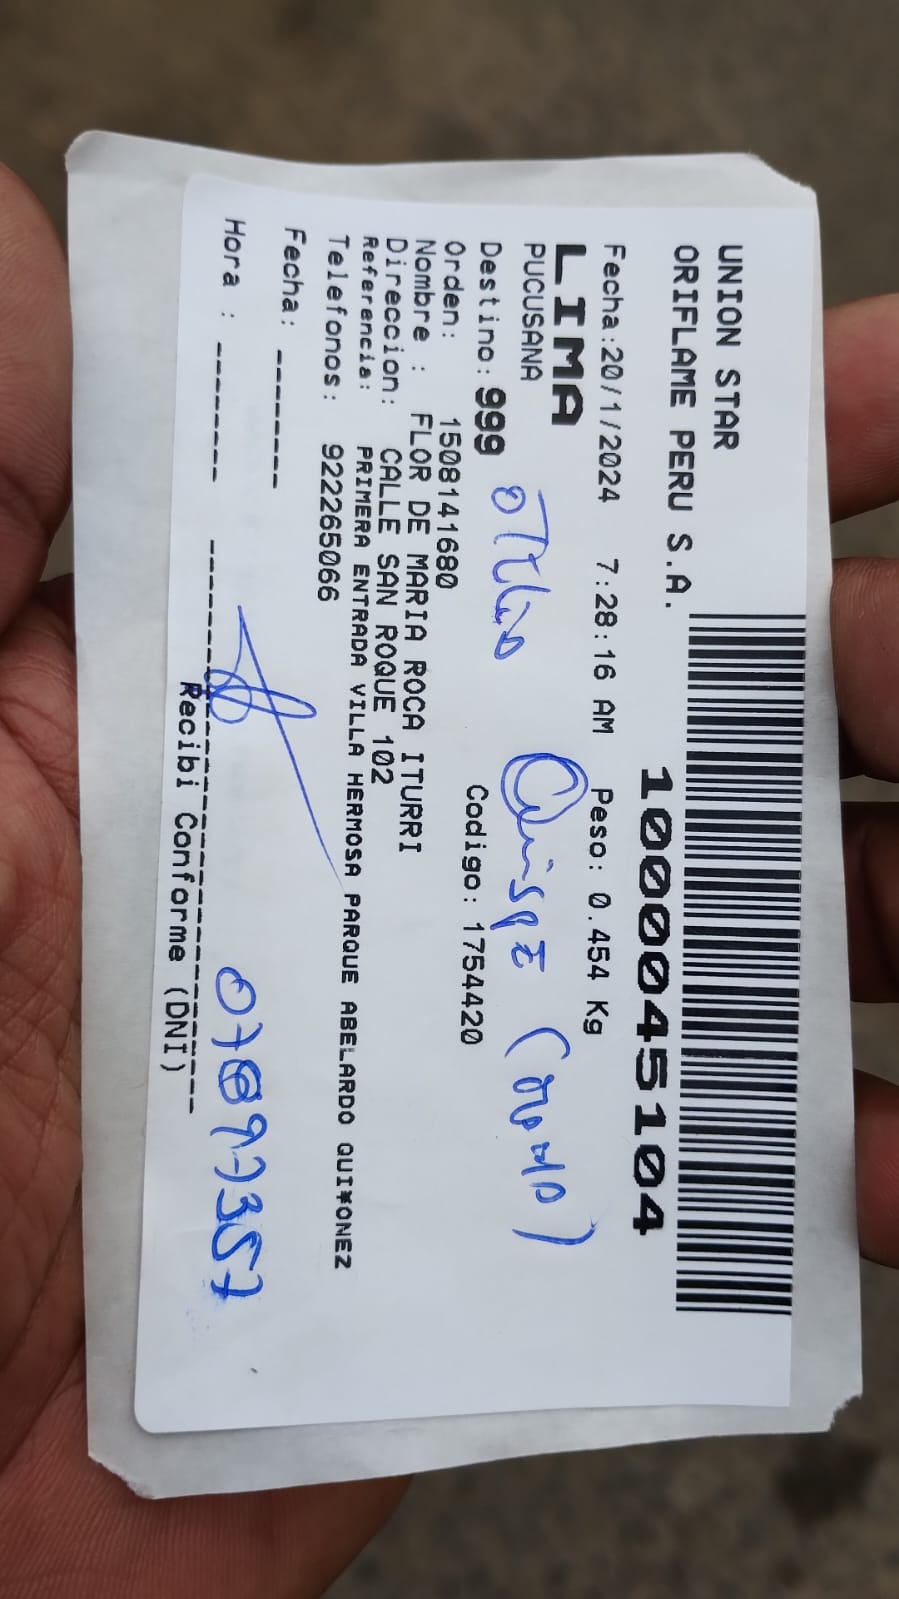 UNION STAR
ORIFLAME PERU S.A.
1000045104
Fecha:20/1/2024 7:28:16 AM Peso: 0.454 Kg
LIMA
PUCUSANA
Quispe
Destino: 999
Orden: 1508141680 Codigo: 1754420
Nombre : FLOR DE MARIA ROCA ITURRI
Direccion: CALLE SAN ROQUE 102
Referencia: PRIMERA ENTRADA VILLA HERMOSA PARQUE ABELARDO QUI¥ONEZ
Telefonos: 922265066
Fecha: -------
Hora : -------
Recibi Conforme (DNI)